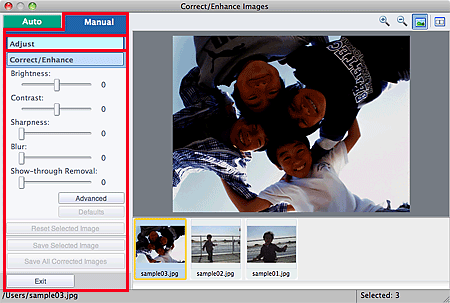 Correct/Enhance Images
Auto
Manual
Adjust
Correct/Enhance
Brightness:
0
Contrast:
0
Sharpness:
0
Blur:
0
Show-through Removal:
0
Advanced
Defaults
Reset Selected Image
Save Selected Image
Save All Corrected Images
Exit
sample03.jpg
sample02.jpg
sample01.jpg
/Users/sample03.jpg
Selected: 3